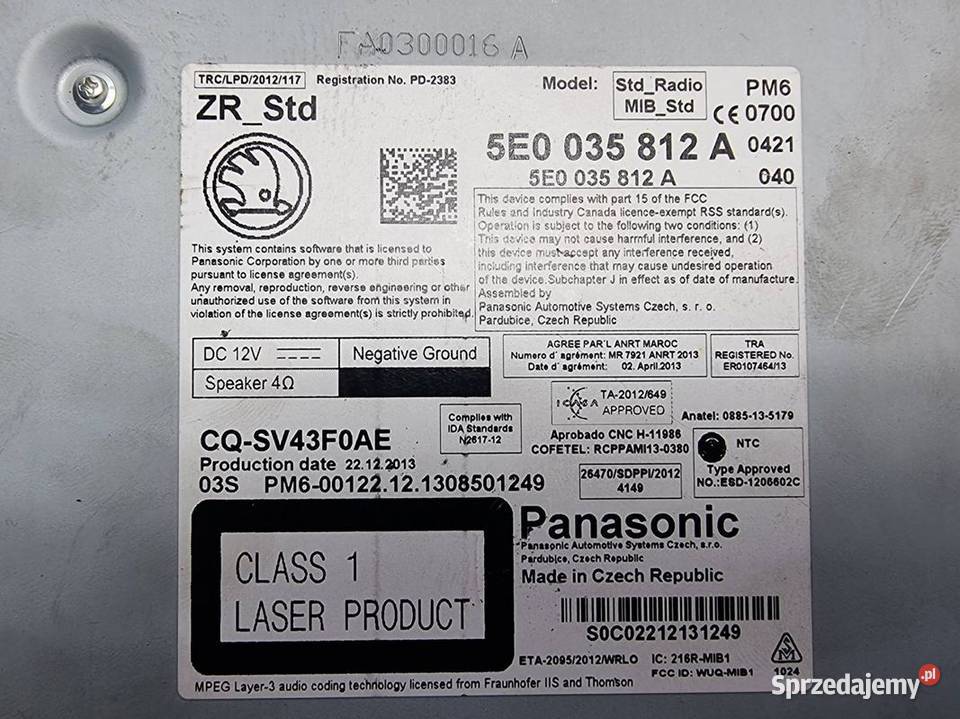 FA0300016 A
TRC/LPD/2012/117 Registration No. PD-2383
ZR_Std
Model: Std_Radio MIB_Std
PM6
CE 0700
5E0 035 812 A 0421
5E0 035 812 A 040
This device complies with part 15 of the FCC
Rules and Industry Canada licence-exempt RSS standard(s).
Operation is subject to the following two conditions: (1)
This device may not cause harmful interference, and (2)
this device must accept any interference received,
including interference that may cause undesired operation
of the device.Subchapter J in effect as of date of manufacture.
Assembled by
Panasonic Automotive Systems Czech, s. r. o.
Pardubice, Czech Republic
This system contains software that is licensed to
Panasonic Corporation by one or more third parties
pursuant to license agreement(s).
Any removal, reproduction, reverse engineering or other
unauthorized use of the software from this system in
violation of the license agreement(s) is strictly prohibited.
DC 12V Negative Ground
Speaker 4Ω
AGREE PAR'L ANRT MAROC
Numero d' agrément: MR 7921 ANRT 2013
Date d' agrément: 02. April.2013
TRA
REGISTERED No.
ER0107464/13
ICASA TA-2012/649
APPROVED
Anatel: 0885-13-5179
Complies with
IDA Standards
N2617-12
Aprobado CNC H-11986
COFETEL: RCPPAMI13-0380
NTC
Type Approved
NO.:ESD-1206602C
26470/SDPPI/2012
4149
CQ-SV43F0AE
Production date 22.12.2013
03S PM6-00122.12.1308501249
CLASS 1
LASER PRODUCT
Panasonic
Panasonic Automotive Systems Czech, s.r.o.
Pardubice, Czech Republic
Made in Czech Republic
S0C02212131249
ETA-2095/2012/WRLO IC: 216R-MIB1
FCC ID: WUQ-MIB1
1024
MPEG Layer-3 audio coding technology licensed from Fraunhofer IIS and Thomson
Sprzedajemy.pl